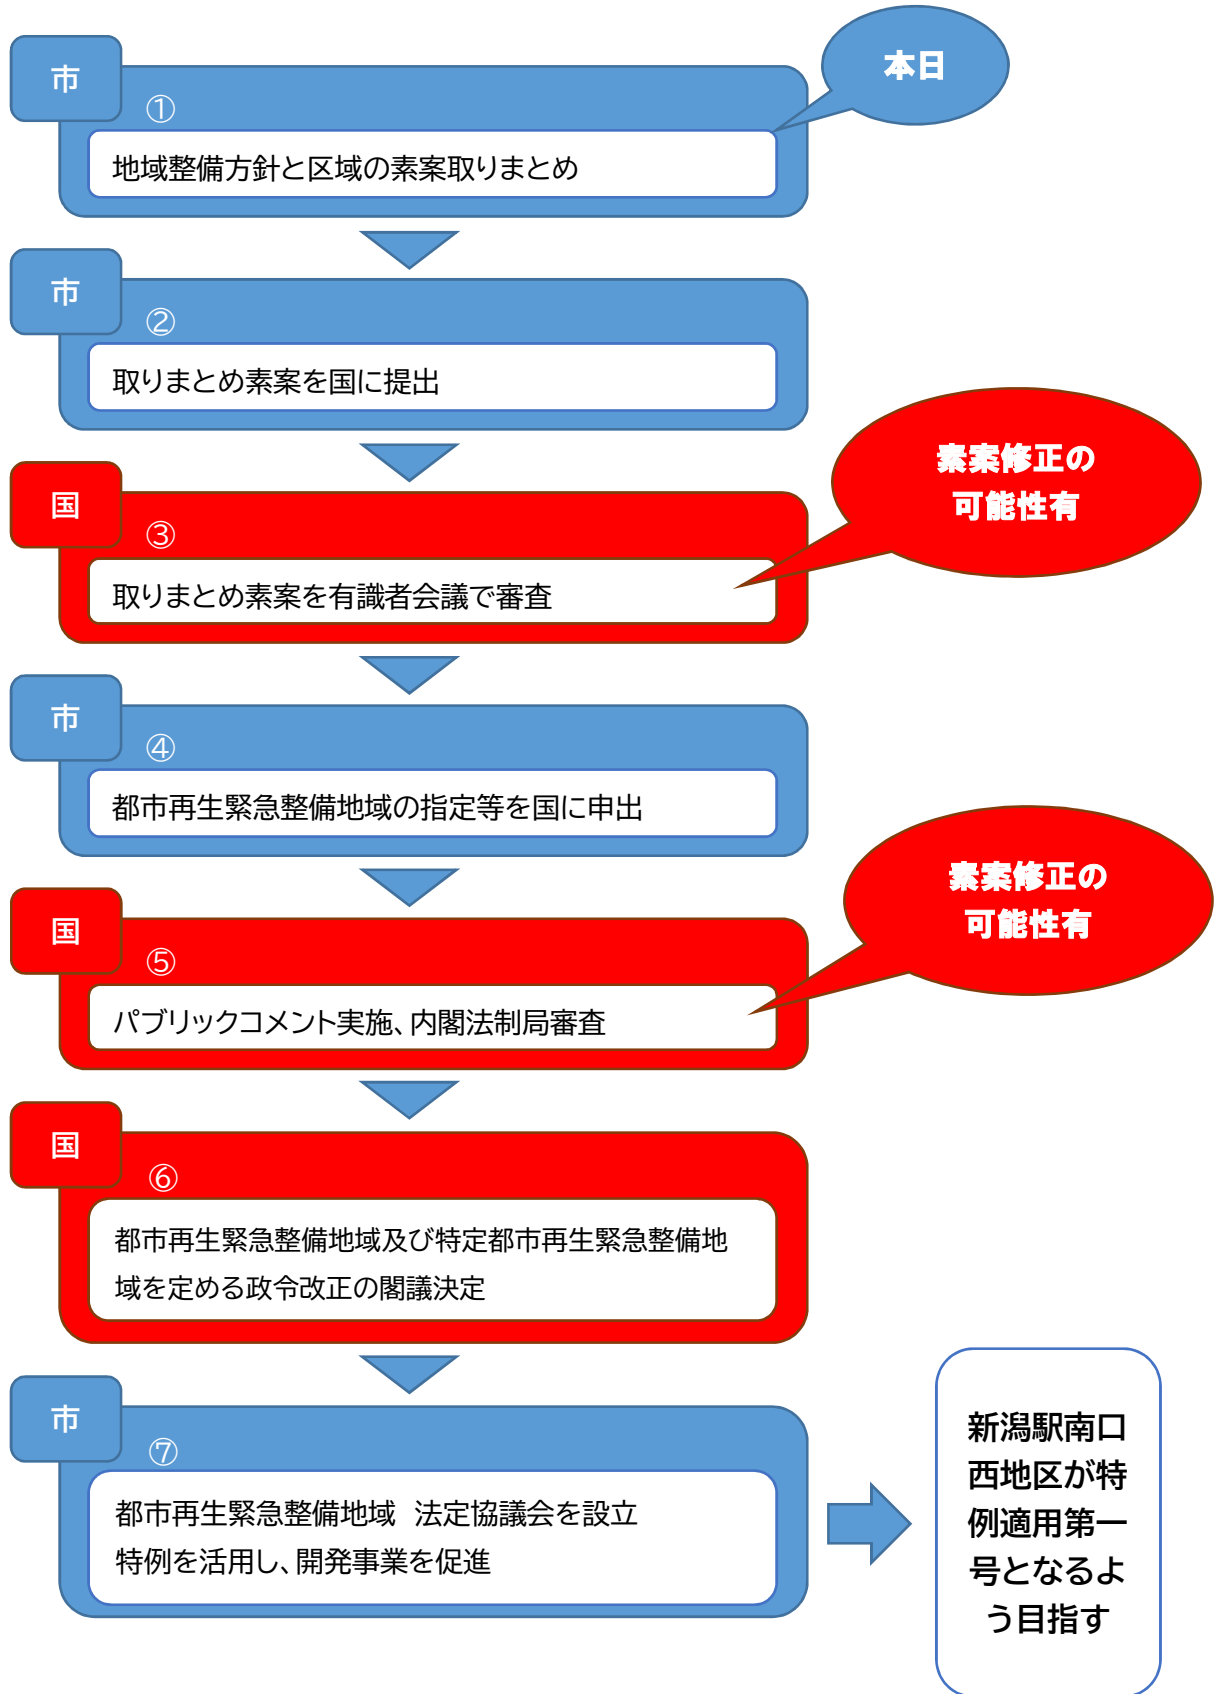 本日
市
①
地域整備方針と区域の素案取りまとめ
市
②
取りまとめ素案を国に提出
素案修正の
可能性有
国
③
取りまとめ素案を有識者会議で審査
市
④
都市再生緊急整備地域の指定等を国に申出
素案修正の
可能性有
国
⑤
パブリックコメント実施、内閣法制局審査
国
⑥
都市再生緊急整備地域及び特定都市再生緊急整備地
域を定める政令改正の閣議決定
市
⑦
都市再生緊急整備地域　法定協議会を設立
特例を活用し、開発事業を促進
新潟駅南口
西地区が特
例適用第一
号となるよ
う目指す